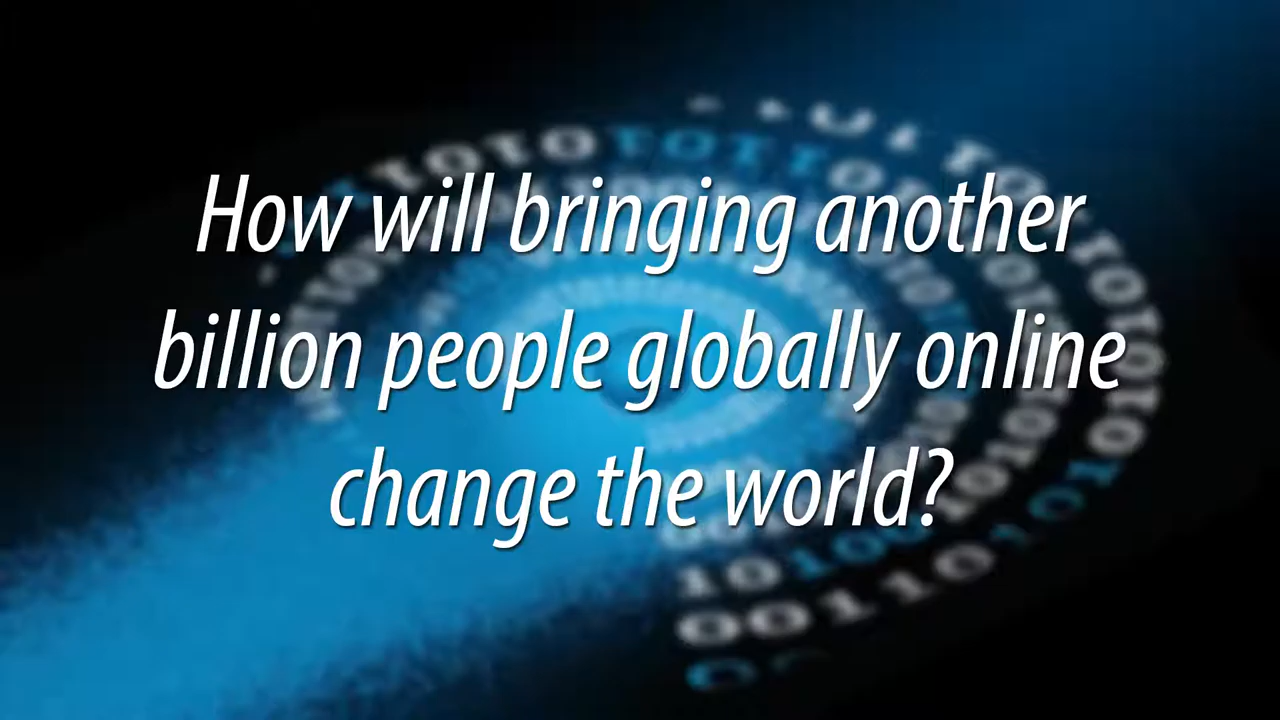 How will bringing another
billion people globally online
change the world?